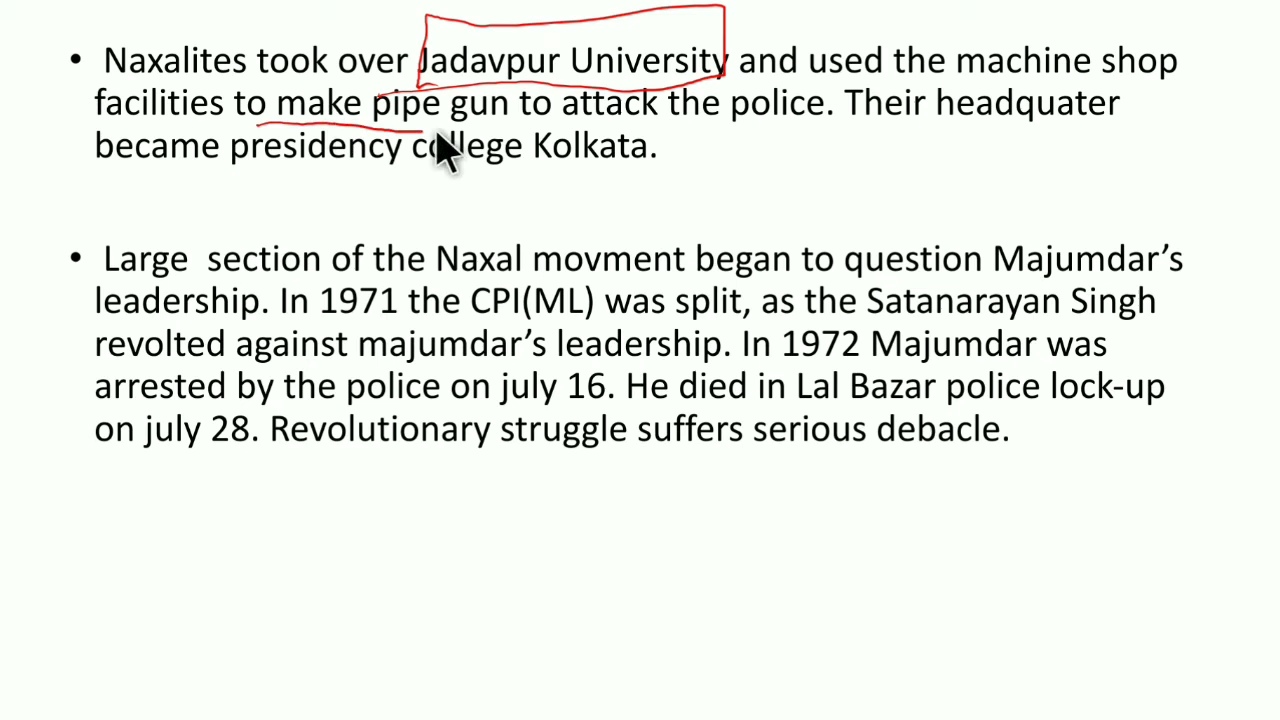 • Naxalites took over Jadavpur University and used the machine shop
facilities to make pipe gun to attack the police. Their headquater
became presidency college Kolkata.
• Large section of the Naxal movment began to question Majumdar’s
leadership. In 1971 the CPI(ML) was split, as the Satanarayan Singh
revolted against majumdar’s leadership. In 1972 Majumdar was
arrested by the police on july 16. He died in Lal Bazar police lock-up
on july 28. Revolutionary struggle suffers serious debacle.